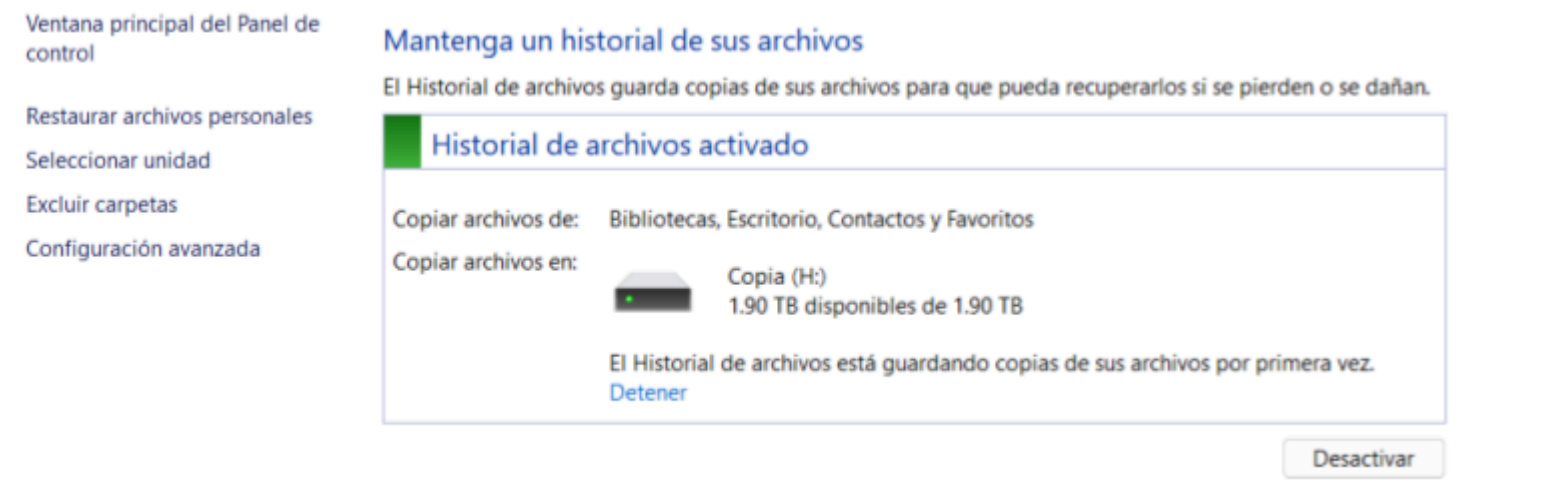 Ventana principal del Panel de
control
Restaurar archivos personales
Seleccionar unidad
Excluir carpetas
Configuración avanzada
Mantenga un historial de sus archivos
El Historial de archivos guarda copias de sus archivos para que pueda recuperarlos si se pierden o se dañan.
Historial de archivos activado
Copiar archivos de: Bibliotecas, Escritorio, Contactos y Favoritos
Copiar archivos en:
Copia (H:)
1.90 TB disponibles de 1.90 TB
El Historial de archivos está guardando copias de sus archivos por primera vez.
Detener
Desactivar